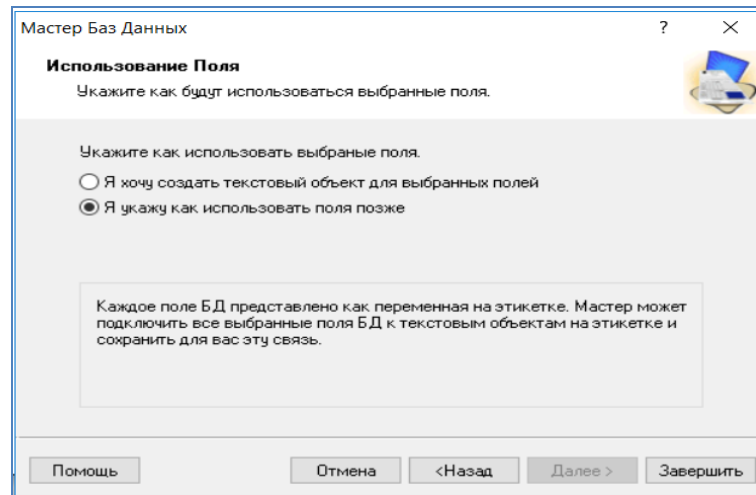 Мастер Баз Данных
Использование Поля
Укажите как будут использоваться выбранные поля.
Укажите как использовать выбраные поля.
Я хочу создать текстовый объект для выбранных полей
Я укажу как использовать поля позже
Каждое поле БД представлено как переменная на этикетке. Мастер может
подключить все выбранные поля БД к текстовым объектам на этикетке и
сохранить для вас эту связь.
Помощь Отмена <Назад Далее > Завершить